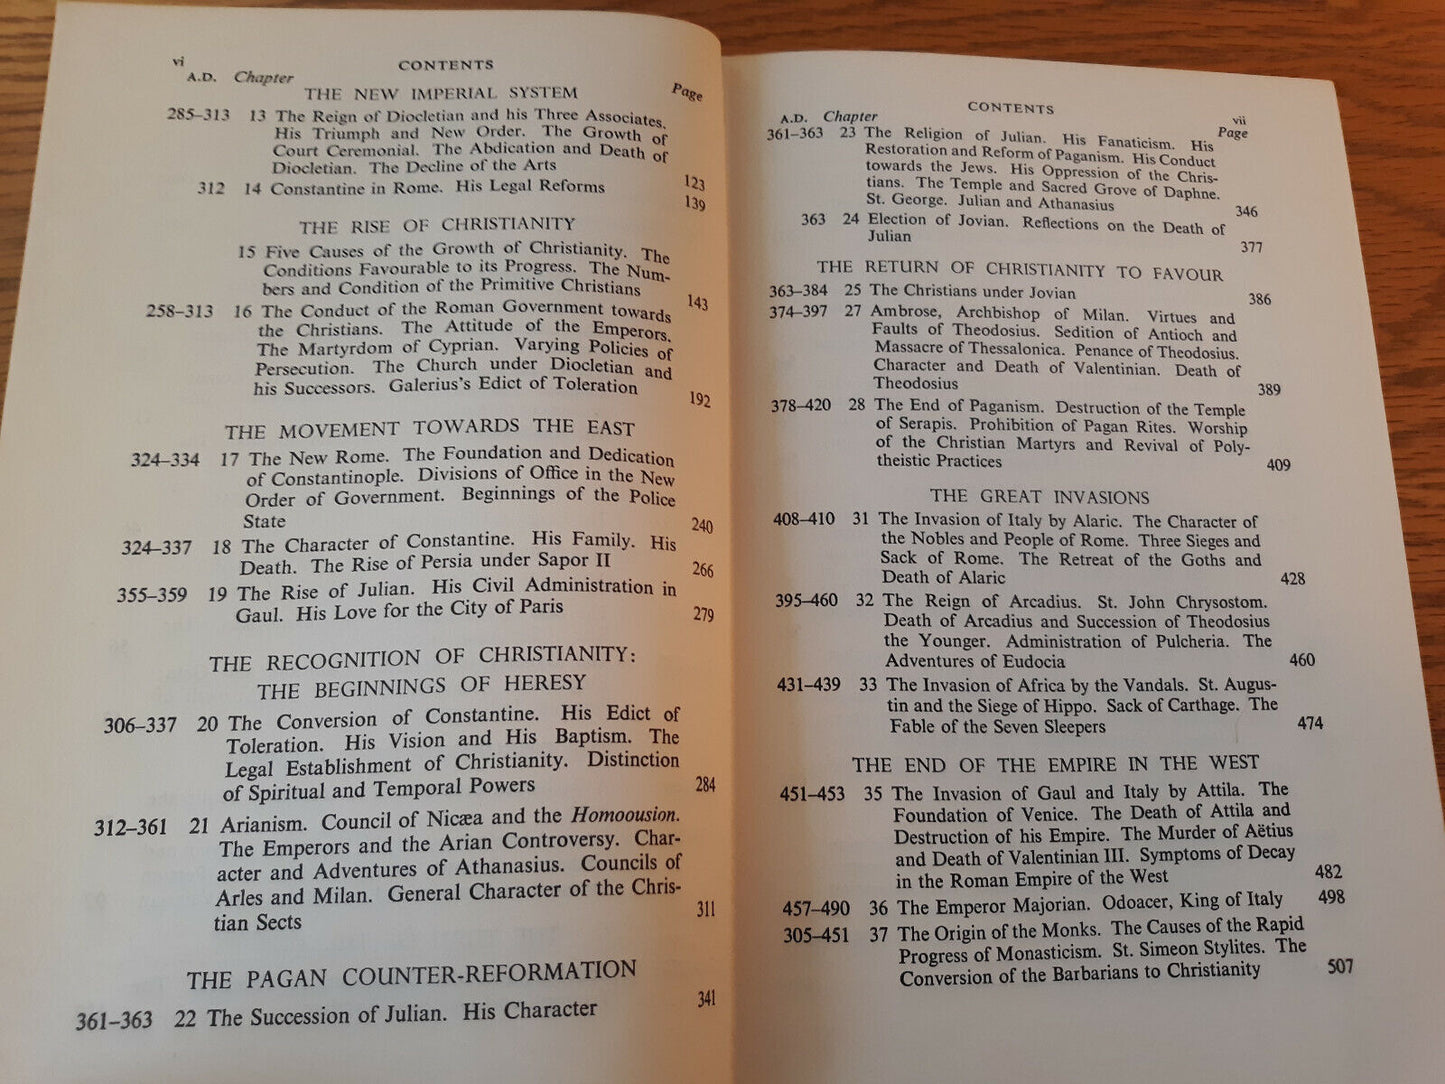 vi
CONTENTS
A.D. Chapter
Page
THE NEW IMPERIAL SYSTEM
285–313 13 The Reign of Diocletian and his Three Associates.
His Triumph and New Order. The Growth of
Court Ceremonial. The Abdication and Death of
Diocletian. The Decline of the Arts 123
312 14 Constantine in Rome. His Legal Reforms 139
THE RISE OF CHRISTIANITY
15 Five Causes of the Growth of Christianity. The
Conditions Favourable to its Progress. The Num-
bers and Condition of the Primitive Christians 143
258–313 16 The Conduct of the Roman Government towards
the Christians. The Attitude of the Emperors.
The Martyrdom of Cyprian. Varying Policies of
Persecution. The Church under Diocletian and
his Successors. Galerius's Edict of Toleration 192
THE MOVEMENT TOWARDS THE EAST
324–334 17 The New Rome. The Foundation and Dedication
of Constantinople. Divisions of Office in the New
Order of Government. Beginnings of the Police
State 240
324–337 18 The Character of Constantine. His Family. His
Death. The Rise of Persia under Sapor II 266
355–359 19 The Rise of Julian. His Civil Administration in
Gaul. His Love for the City of Paris 279
THE RECOGNITION OF CHRISTIANITY:
THE BEGINNINGS OF HERESY
306–337 20 The Conversion of Constantine. His Edict of
Toleration. His Vision and His Baptism. The
Legal Establishment of Christianity. Distinction
of Spiritual and Temporal Powers 284
312–361 21 Arianism. Council of Nicæa and the Homoousion.
The Emperors and the Arian Controversy. Char-
acter and Adventures of Athanasius. Councils of
Arles and Milan. General Character of the Chris-
tian Sects 311
THE PAGAN COUNTER-REFORMATION
361–363 22 The Succession of Julian. His Character 341
CONTENTS
vii
A.D. Chapter
Page
361–363 23 The Religion of Julian. His Fanaticism. His
Restoration and Reform of Paganism. His Conduct
towards the Jews. His Oppression of the Chris-
tians. The Temple and Sacred Grove of Daphne.
St. George. Julian and Athanasius 346
363 24 Election of Jovian. Reflections on the Death of
Julian 377
THE RETURN OF CHRISTIANITY TO FAVOUR
363–384 25 The Christians under Jovian 386
374–397 27 Ambrose, Archbishop of Milan. Virtues and
Faults of Theodosius. Sedition of Antioch and
Massacre of Thessalonica. Penance of Theodosius.
Character and Death of Valentinian. Death of
Theodosius 389
378–420 28 The End of Paganism. Destruction of the Temple
of Serapis. Prohibition of Pagan Rites. Worship
of the Christian Martyrs and Revival of Poly-
theistic Practices 409
THE GREAT INVASIONS
408–410 31 The Invasion of Italy by Alaric. The Character of
the Nobles and People of Rome. Three Sieges and
Sack of Rome. The Retreat of the Goths and
Death of Alaric 428
395–460 32 The Reign of Arcadius. St. John Chrysostom.
Death of Arcadius and Succession of Theodosius
the Younger. Administration of Pulcheria. The
Adventures of Eudocia 460
431–439 33 The Invasion of Africa by the Vandals. St. Augus-
tin and the Siege of Hippo. Sack of Carthage. The
Fable of the Seven Sleepers 474
THE END OF THE EMPIRE IN THE WEST
451–453 35 The Invasion of Gaul and Italy by Attila. The
Foundation of Venice. The Death of Attila and
Destruction of his Empire. The Murder of Aëtius
and Death of Valentinian III. Symptoms of Decay
in the Roman Empire of the West 482
457–490 36 The Emperor Majorian. Odoacer, King of Italy 498
305–451 37 The Origin of the Monks. The Causes of the Rapid
Progress of Monasticism. St. Simeon Stylites. The
Conversion of the Barbarians to Christianity 507